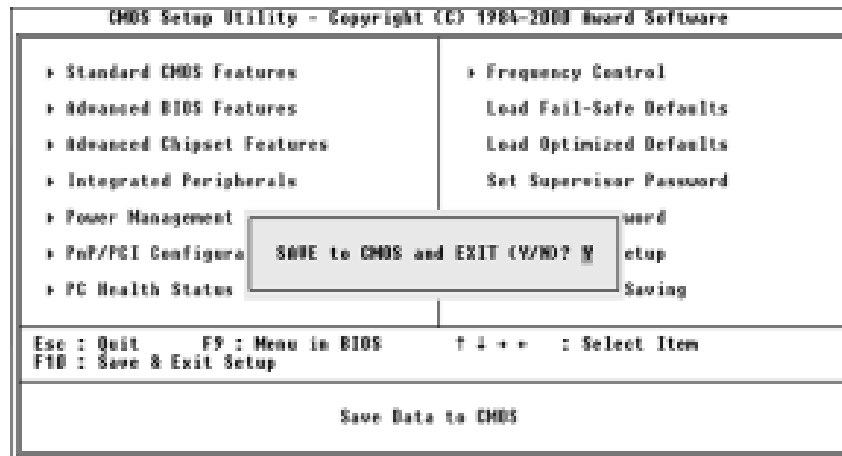 CMOS Setup Utility - Copyright (C) 1984-2000 Award Software
▸ Standard CMOS Features
▸ Advanced BIOS Features
▸ Advanced Chipset Features
▸ Integrated Peripherals
▸ Power Management
▸ PnP/PCI Configura
▸ PC Health Status
▸ Frequency Control
Load Fail-Safe Defaults
Load Optimized Defaults
Set Supervisor Password
word
etup
Saving
SAVE to CMOS and EXIT (Y/N)? Y
Esc : Quit F9 : Menu in BIOS ↑ ↓ → ← : Select Item
F10 : Save & Exit Setup
Save Data to CMOS